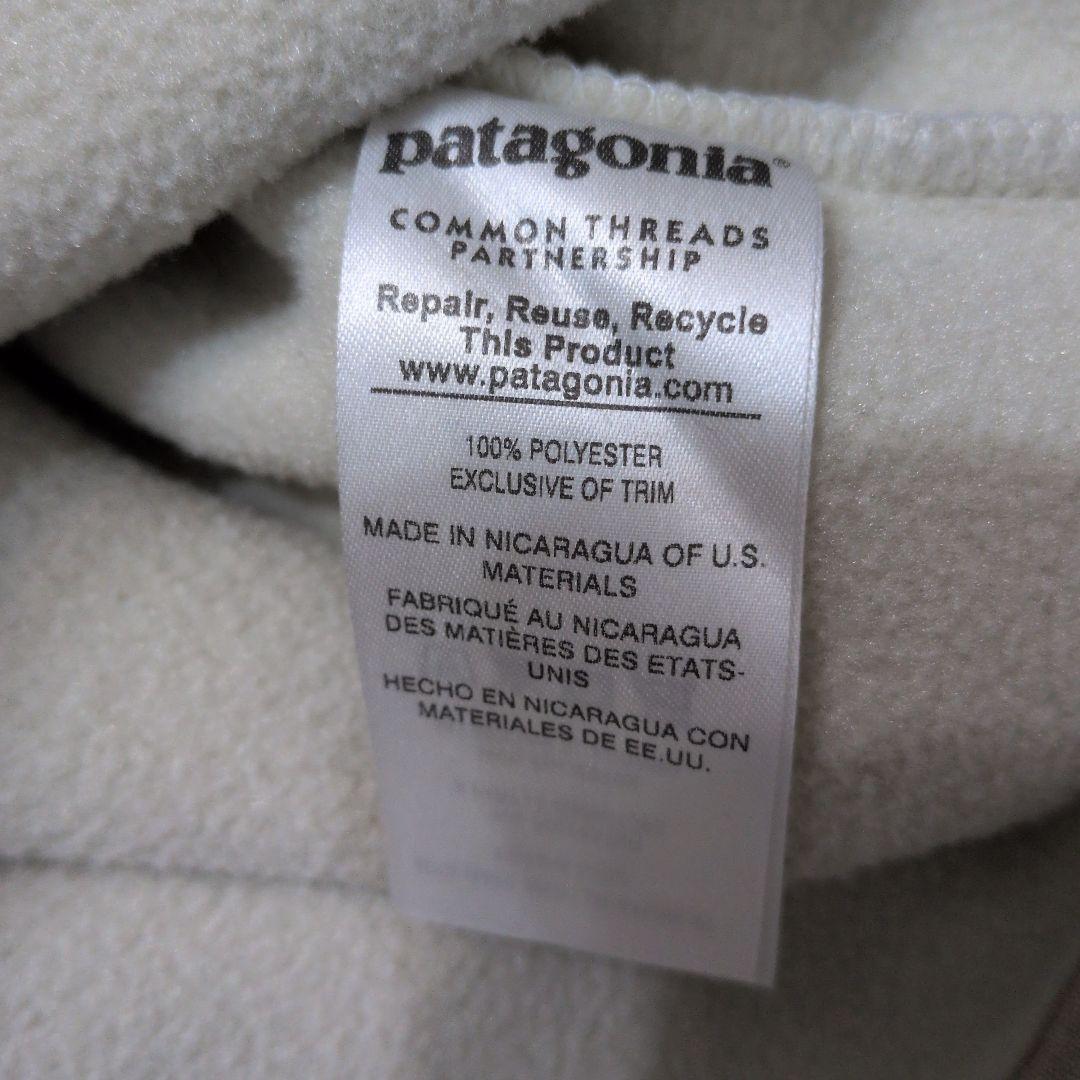 patagonia®
COMMON THREADS
PARTNERSHIP
Repair, Reuse, Recycle
This Product
www.patagonia.com
100% POLYESTER
EXCLUSIVE OF TRIM
MADE IN NICARAGUA OF U.S.
MATERIALS
FABRIQUÉ AU NICARAGUA
DES MATIÈRES DES ETATS-
UNIS
HECHO EN NICARAGUA CON
MATERIALES DE EE.UU.